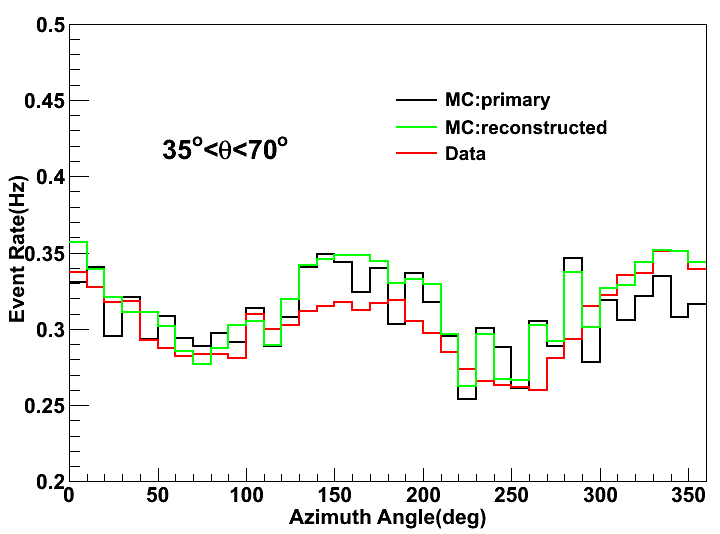 0.5
0.45
0.4
0.35
0.3
0.25
0.2
Event Rate(Hz)
35°<θ<70°
MC:primary
MC:reconstructed
Data
0 50 100 150 200 250 300 350
Azimuth Angle(deg)